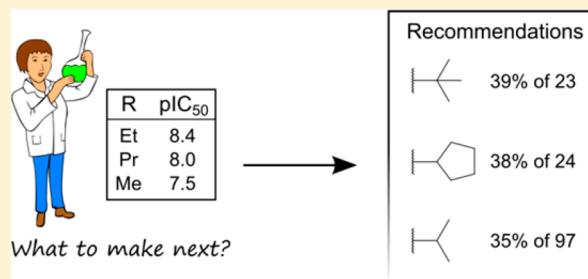 Recommendations
R pIC50
Et 8.4
Pr 8.0
Me 7.5
What to make next?
39% of 23
38% of 24
35% of 97